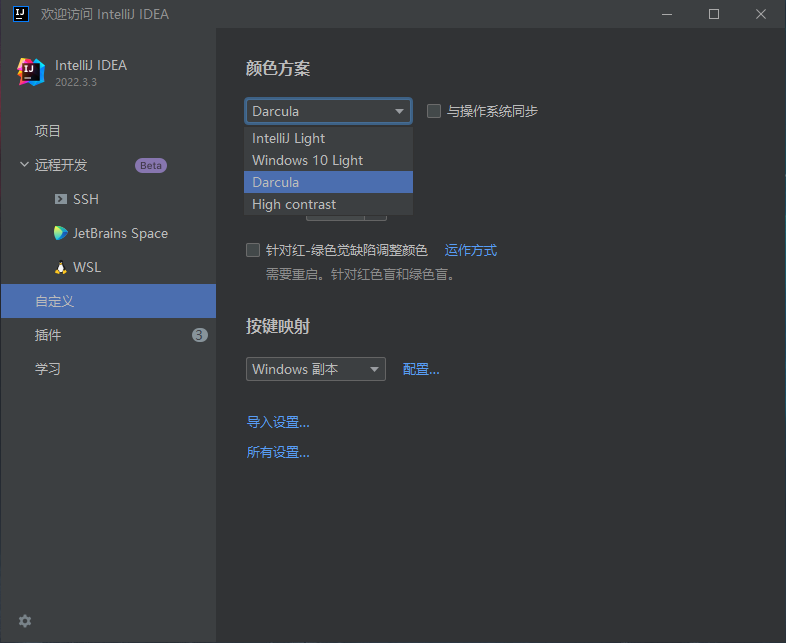 欢迎访问 IntelliJ IDEA
IntelliJ IDEA
2022.3.3
项目
远程开发 Beta
SSH
JetBrains Space
WSL
自定义
插件 3
学习
颜色方案
Darcula 与操作系统同步
IntelliJ Light
Windows 10 Light
Darcula
High contrast
针对红-绿色觉缺陷调整颜色 运作方式
需要重启。针对红色盲和绿色盲。
按键映射
Windows 副本 配置...
导入设置...
所有设置...